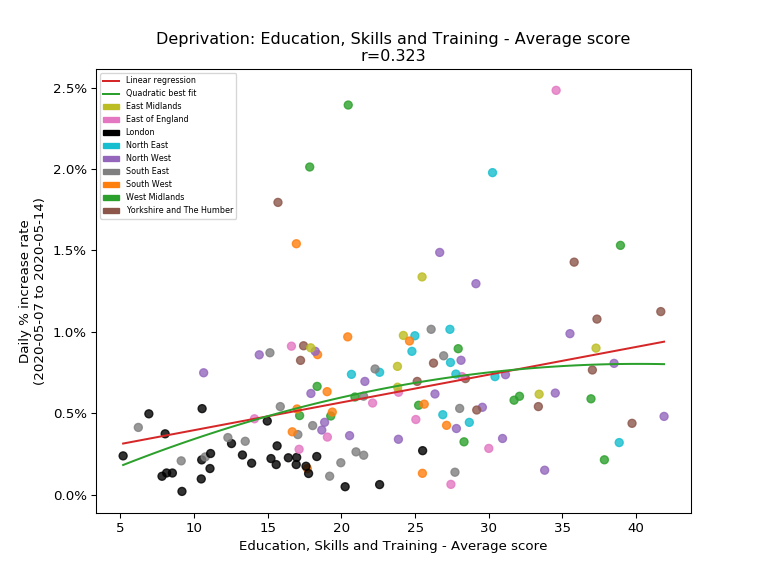 Deprivation: Education, Skills and Training - Average score
r=0.323
Linear regression
Quadratic best fit
East Midlands
East of England
London
North East
North West
South East
South West
West Midlands
Yorkshire and The Humber
2.5%
2.0%
1.5%
1.0%
0.5%
0.0%
Daily % increase rate
(2020-05-07 to 2020-05-14)
5 10 15 20 25 30 35 40
Education, Skills and Training - Average score